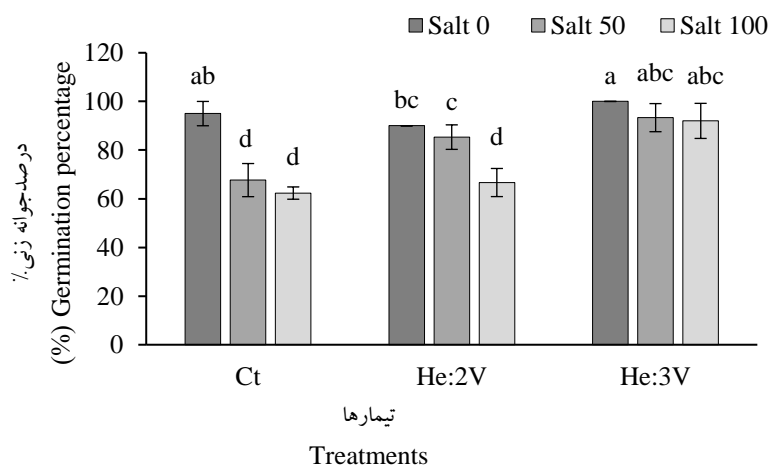 Salt 0 Salt 50 Salt 100
120
100
80
60
40
20
0
درصدجوانه زنی٪
(%) Germination percentage
ab d d bc c d a abc abc
Ct He:2V He:3V
تیمارها
Treatments